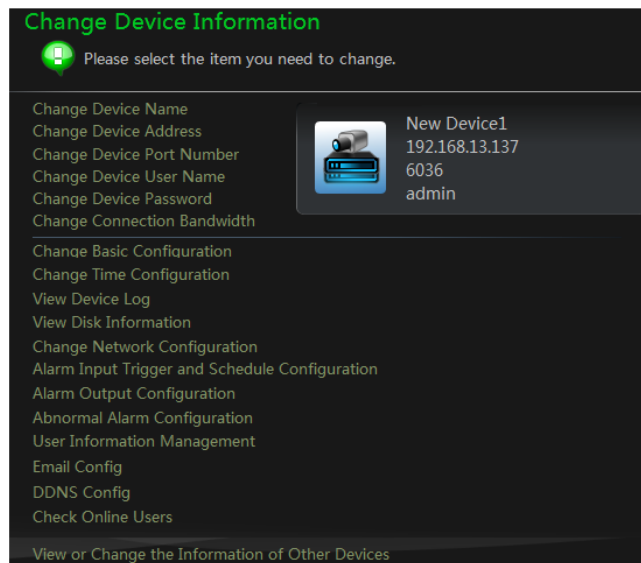 Change Device Information
Please select the item you need to change.
Change Device Name
Change Device Address
Change Device Port Number
Change Device User Name
Change Device Password
Change Connection Bandwidth
New Device1
192.168.13.137
6036
admin
Change Basic Configuration
Change Time Configuration
View Device Log
View Disk Information
Change Network Configuration
Alarm Input Trigger and Schedule Configuration
Alarm Output Configuration
Abnormal Alarm Configuration
User Information Management
Email Config
DDNS Config
Check Online Users
View or Change the Information of Other Devices